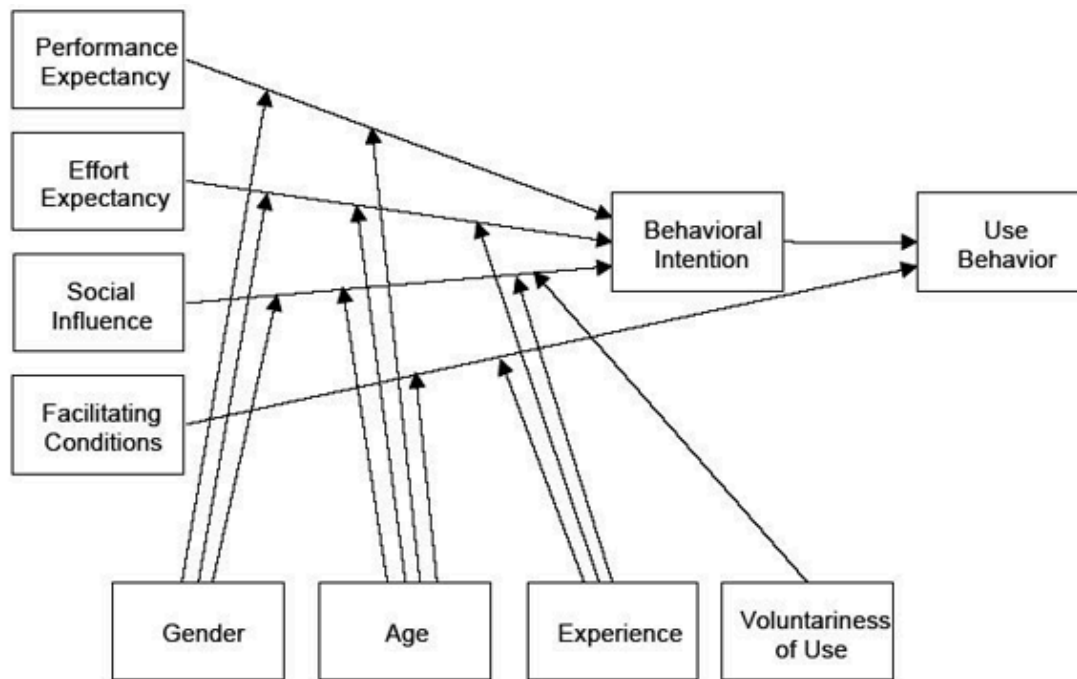 Performance
Expectancy
Effort
Expectancy
Social
Influence
Facilitating
Conditions
Behavioral
Intention
Use
Behavior
Gender
Age
Experience
Voluntariness
of Use